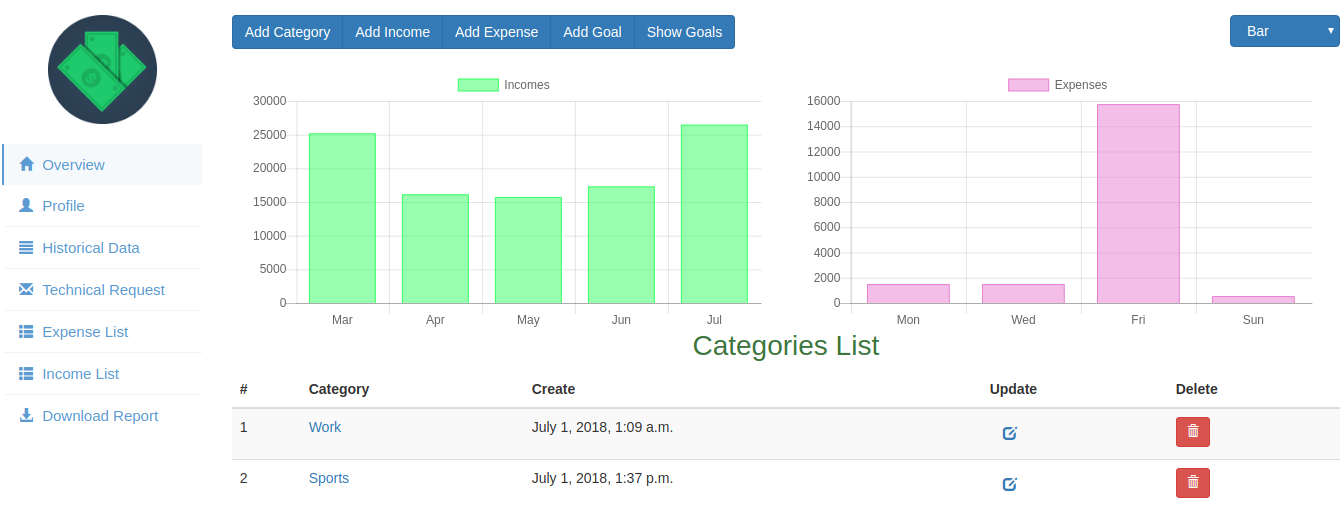 Overview
Profile
Historical Data
Technical Request
Expense List
Income List
Download Report
Add Category Add Income Add Expense Add Goal Show Goals
Bar
Incomes
30000
25000
20000
15000
10000
5000
0
Mar Apr May Jun Jul
Expenses
16000
14000
12000
10000
8000
6000
4000
2000
0
Mon Wed Fri Sun
Categories List
# Category Create Update Delete
1 Work July 1, 2018, 1:09 a.m.
2 Sports July 1, 2018, 1:37 p.m.